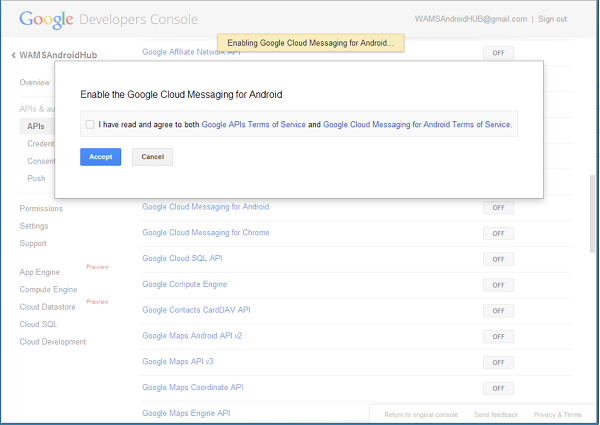 Google Developers Console
WAMSAndroidHUB@gmail.com | Sign out
Enabling Google Cloud Messaging for Android...
< WAMSAndroidHub
Google Affiliate Network API OFF
Overview
APIs & au
APIs
Credent
Consent
Push
Enable the Google Cloud Messaging for Android
I have read and agree to both Google APIs Terms of Service and Google Cloud Messaging for Android Terms of Service.
Accept Cancel
Permissions
Settings
Support
App Engine Preview
Compute Engine
Cloud Datastore Preview
Cloud SQL
Cloud Development
Google Cloud Messaging for Android OFF
Google Cloud Messaging for Chrome OFF
Google Cloud SQL API OFF
Google Compute Engine OFF
Google Contacts CardDAV API OFF
Google Maps Android API v2 OFF
Google Maps API v3 OFF
Google Maps Coordinate API OFF
Google Maps Engine API
Return to original console Send feedback Privacy & Terms